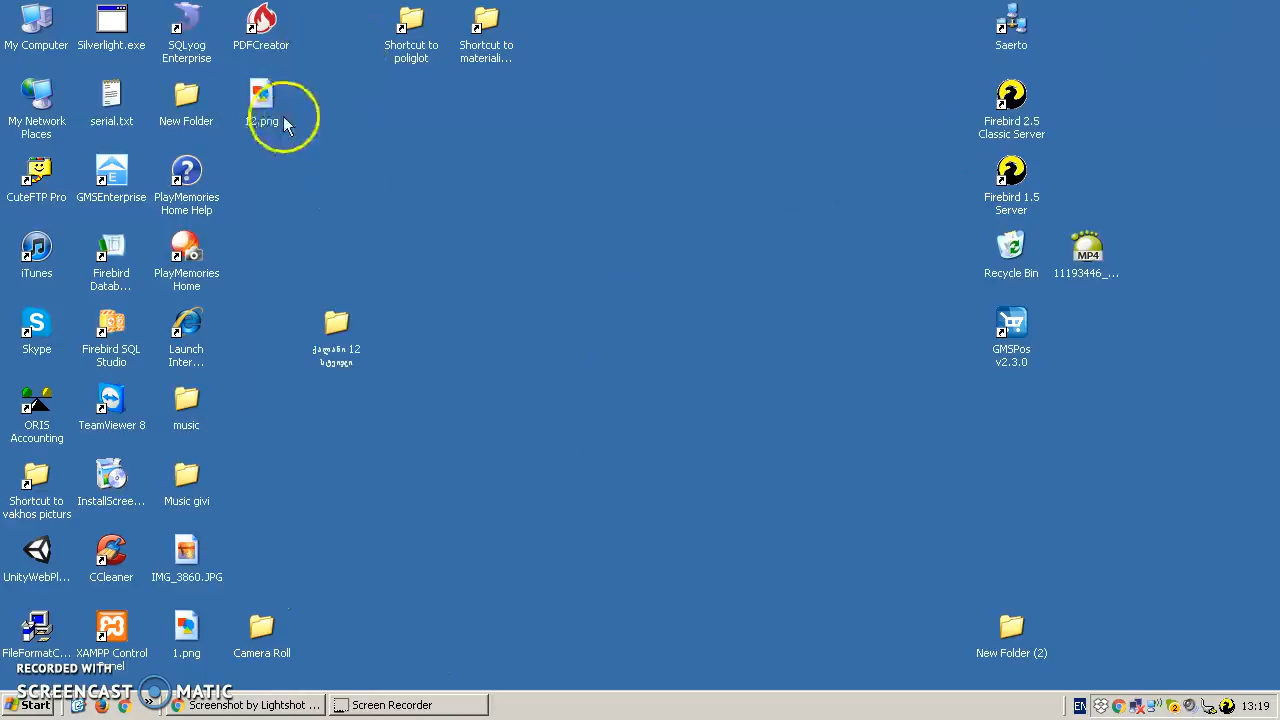 My Computer
Silverlight.exe
SQLyog
Enterprise
PDFCreator
Shortcut to
poliglot
Shortcut to
materiali...
Saerto
My Network
Places
serial.txt
New Folder
12.png
Firebird 2.5
Classic Server
CuteFTP Pro
GMSEnterprise
PlayMemories
Home Help
Firebird 1.5
Server
iTunes
Firebird
Datab...
PlayMemories
Home
Recycle Bin
MP4
11193446_...
Skype
Firebird SQL
Studio
Launch
Inter...
ქალანი 12
GMSPos
v2.3.0
ORIS
Accounting
TeamViewer 8
music
Shortcut to
vakhos picturs
InstallScree...
Music givi
UnityWebPl...
CCleaner
IMG_3860.JPG
FileFormatC...
XAMPP Control
Panel
1.png
Camera Roll
New Folder (2)
RECORDED WITH
SCREENCAST MATIC
Start
Screenshot by Lightshot ...
Screen Recorder
EN
13:19